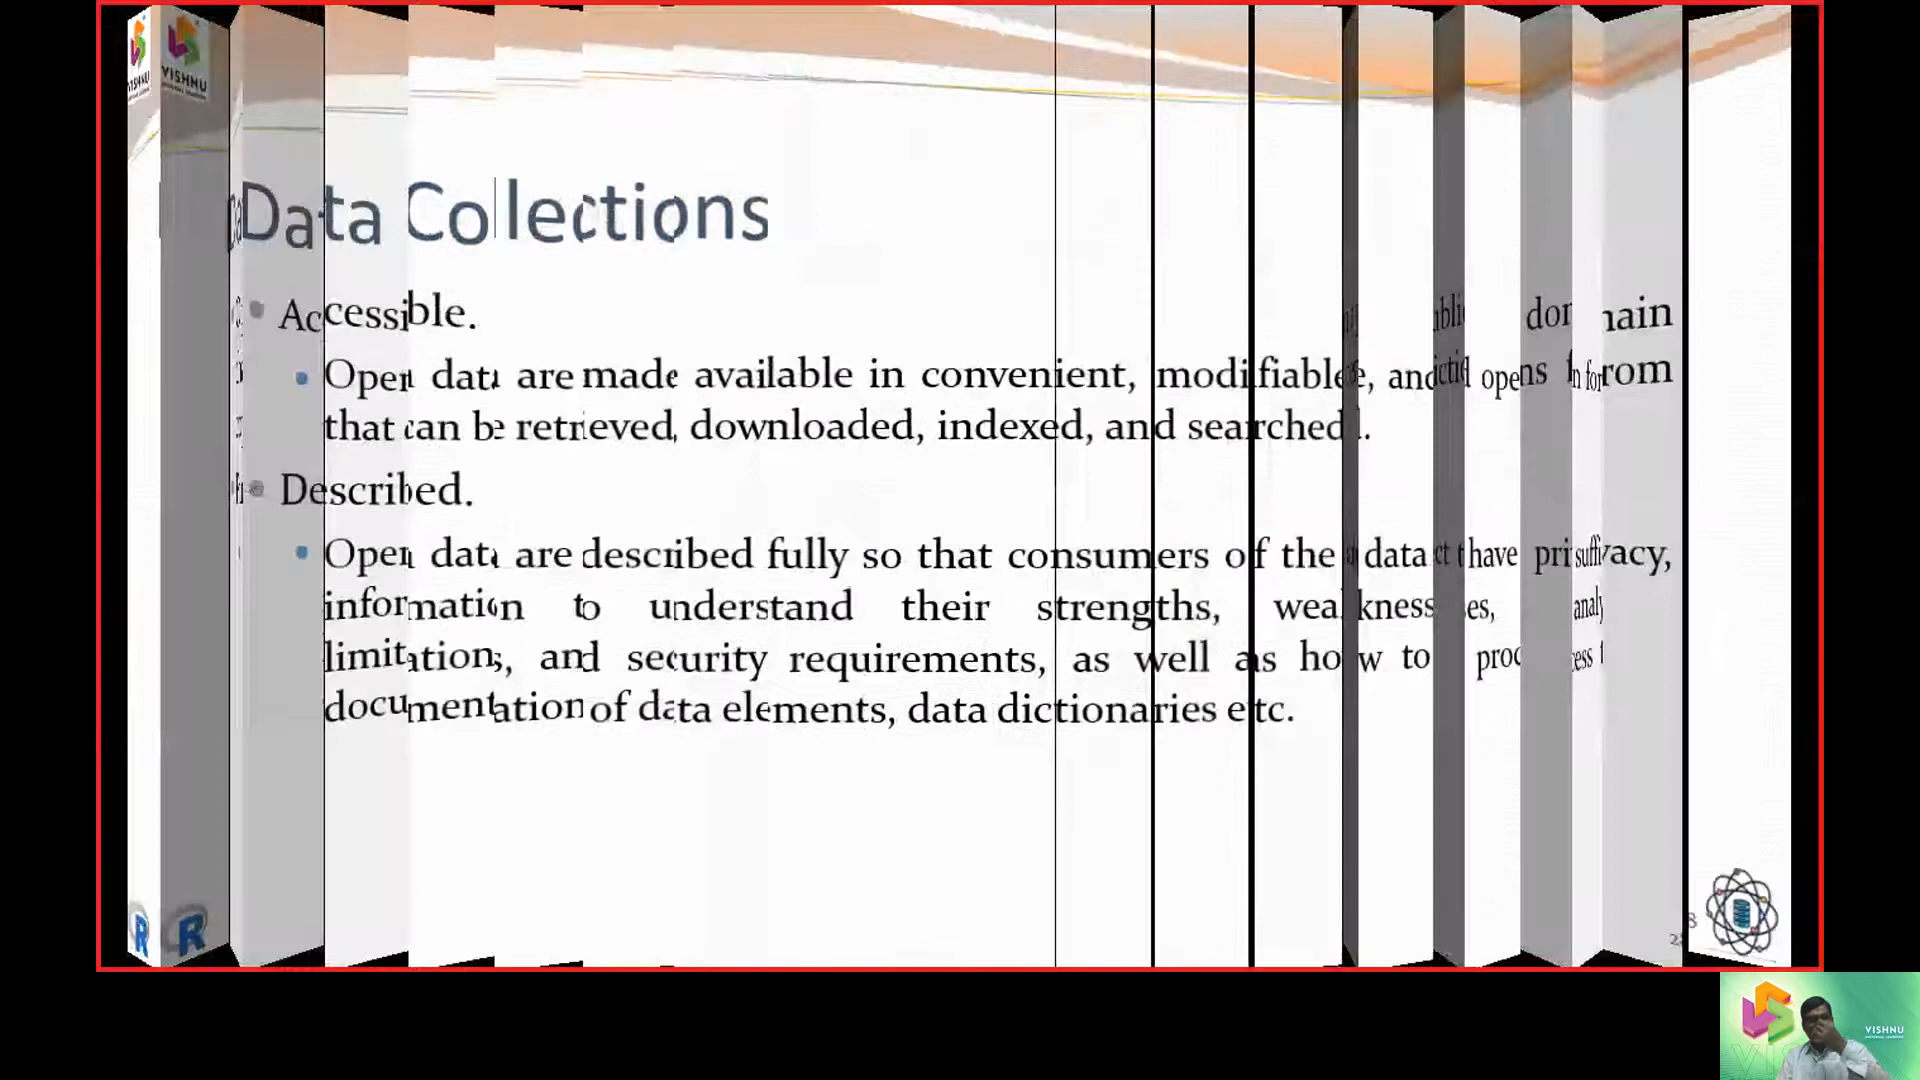 VISHNU
Data Collections
Accessible.
domain
Open data are made available in convenient, modifiable, and open
that can be retrieved, downloaded, indexed, and searched.
Described.
Open data are described fully so that consumers of the data have
information to understand their strengths, weaknesses,
limitations, and security requirements, as well as how to process
documentation of data elements, data dictionaries etc.
R
R
VISHNU